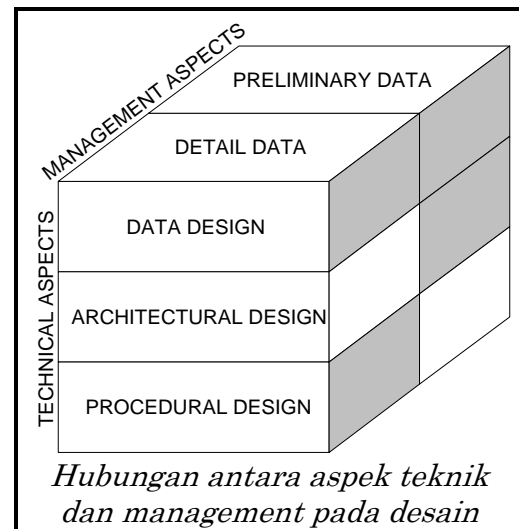 MANAGEMENT ASPECTS
PRELIMINARY DATA
DETAIL DATA
TECHNICAL ASPECTS
DATA DESIGN
ARCHITECTURAL DESIGN
PROCEDURAL DESIGN
Hubungan antara aspek teknik
dan management pada desain